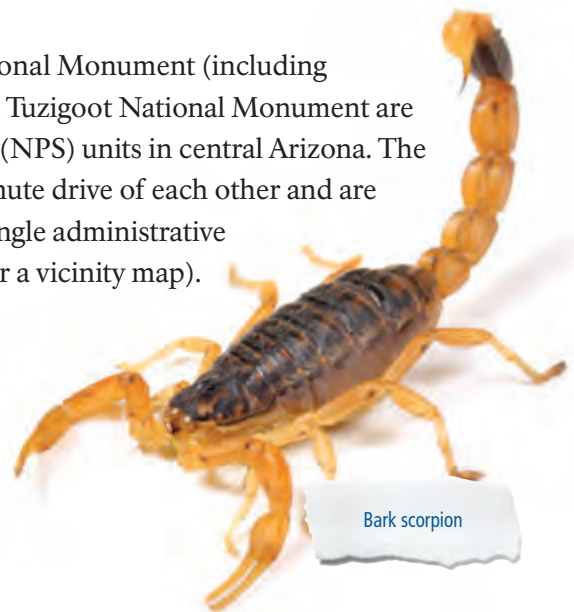 onal Monument (including
Tuzigoot National Monument are
(NPS) units in central Arizona. The
nute drive of each other and are
ngle administrative
r a vicinity map).
Bark scorpion